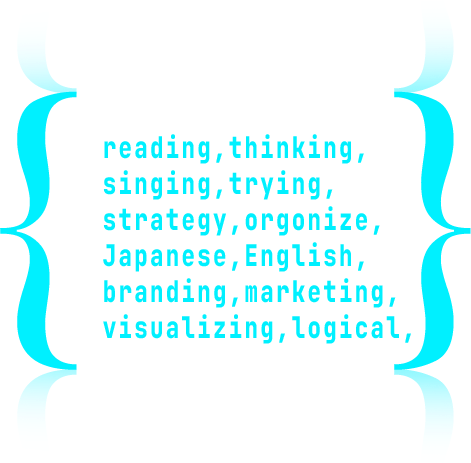 reading,thinking,
singing,trying,
strategy,orgonize,
Japanese,English,
branding,marketing,
visualizing,logical,